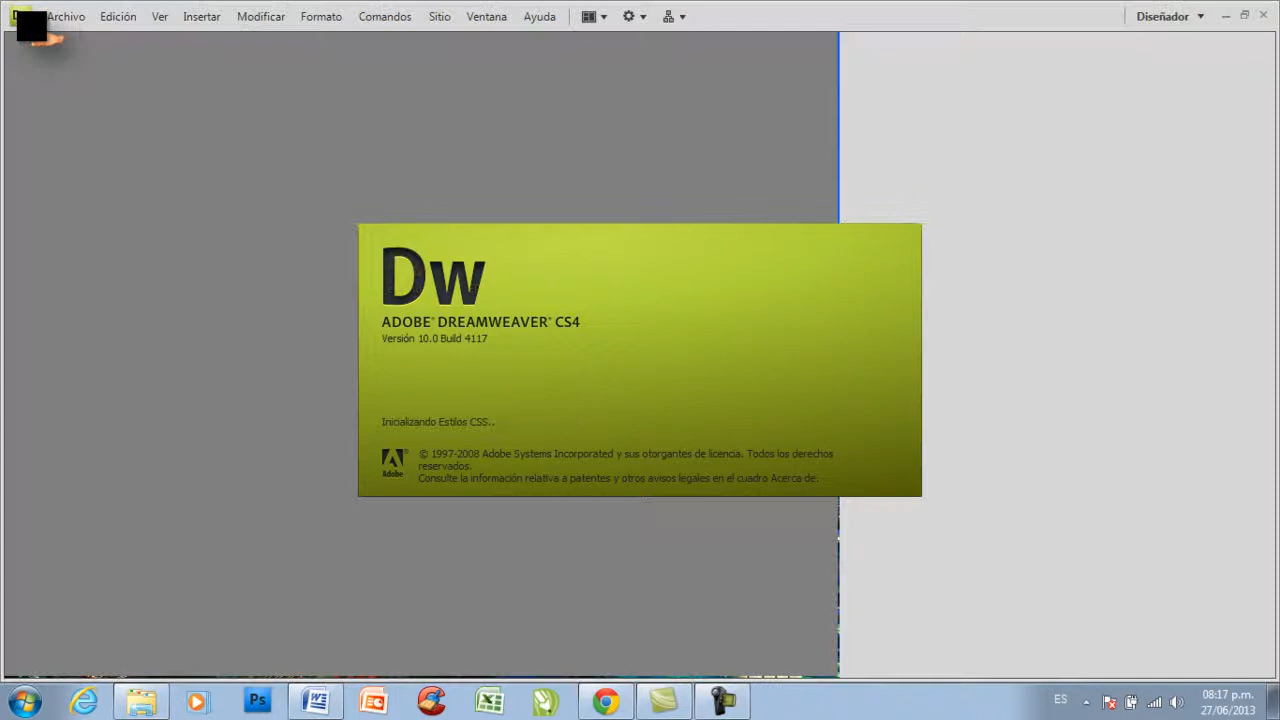 Archivo Edición Ver Insertar Modificar Formato Comandos Sitio Ventana Ayuda Diseñador
Dw
ADOBE® DREAMWEAVER® CS4
Versión 10.0 Build 4117
Inicializando Estilos CSS..
© 1997-2008 Adobe Systems Incorporated y sus otorgantes de licencia. Todos los derechos
reservados.
Adobe
Consulte la información relativa a patentes y otros avisos legales en el cuadro Acerca de.
Ps
ES
08:17 p.m.
27/06/2013